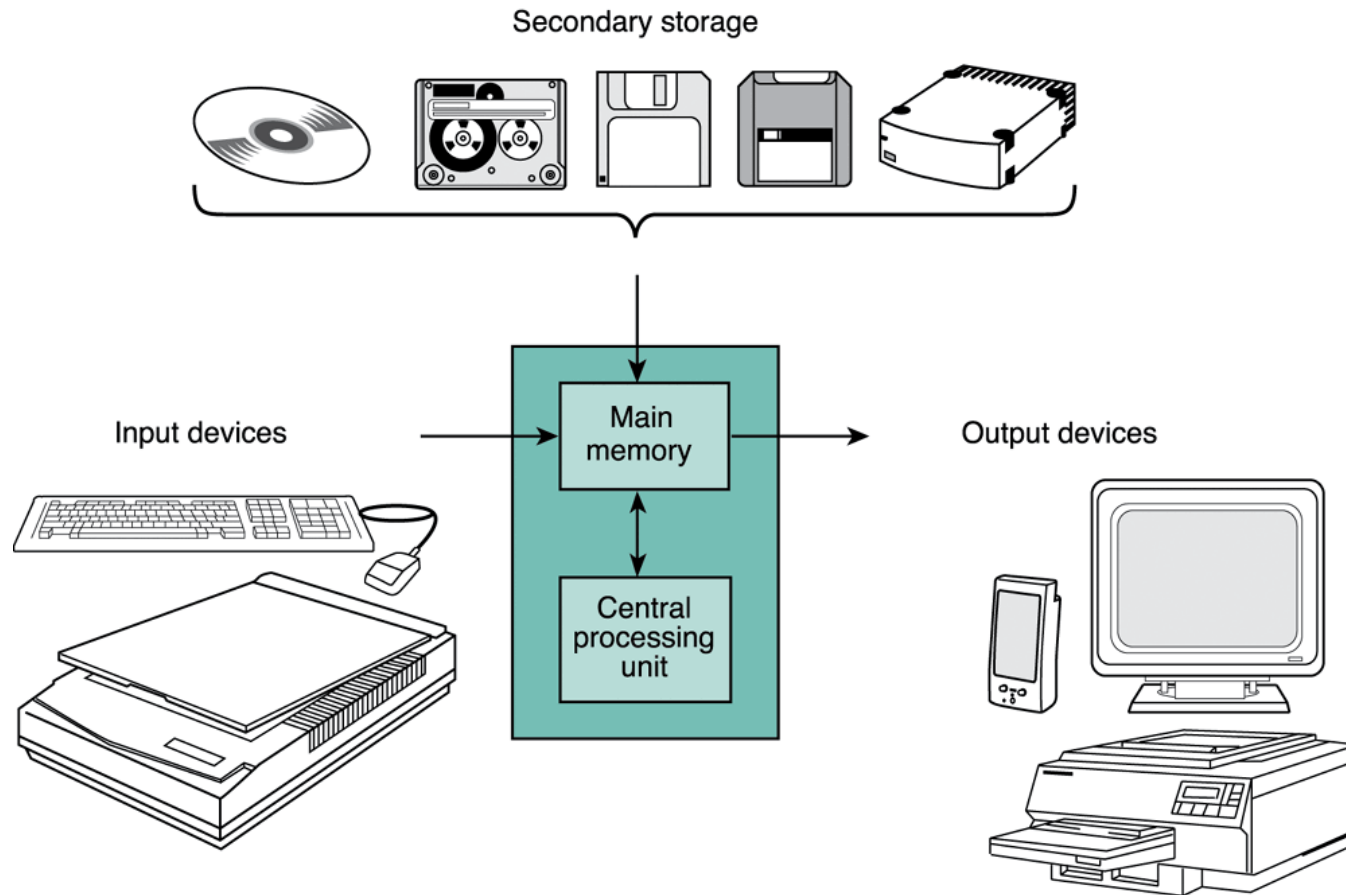 Secondary storage
Input devices
Main
memory
Output devices
Central
processing
unit